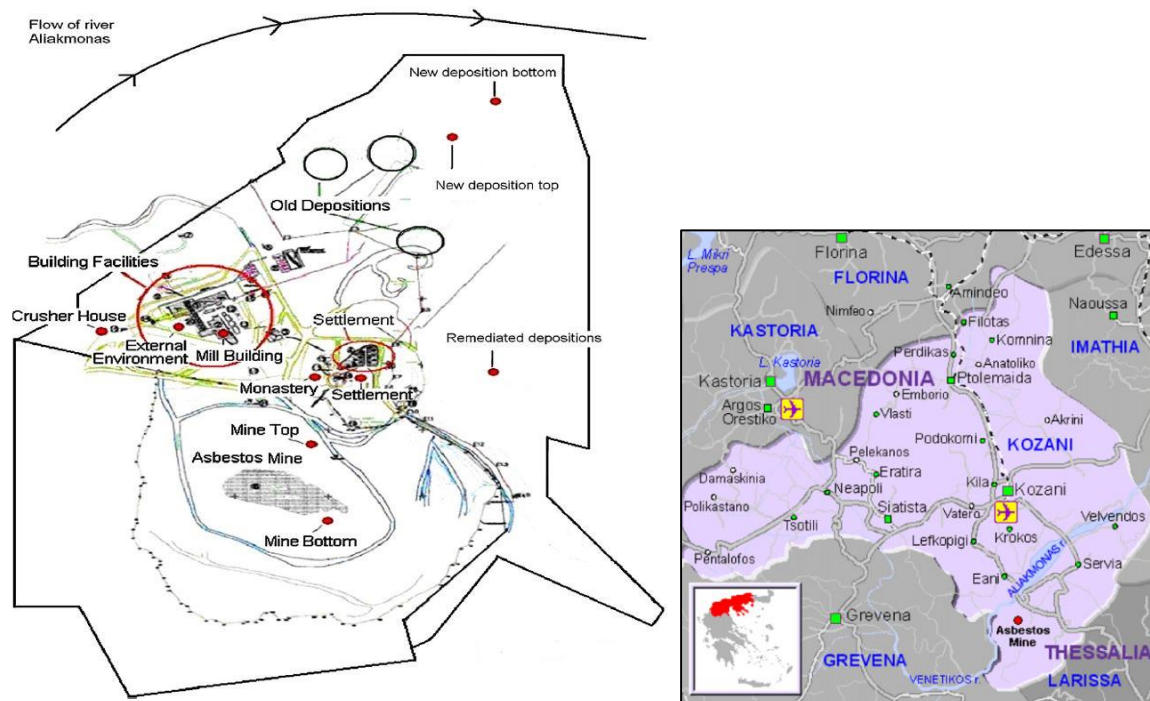 Flow of river
Aliakmonas
New deposition bottom
New deposition top
Old Depositions
Building Facilities
Crusher House
Settlement
External
Environment
Mill Building
Remediated depositions
Monastery
Settlement
Mine Top
Asbestos Mine
Mine Bottom
L. Mikri
Prespa
Florina
FLORINA
Edessa
Amindeo
Nimfeo
Naoussa
Filotas
KASTORIA
Komnina
IMATHIA
L. Kastoria
Perdikas
Anatoliko
Kastoria
MACEDONIA
Ptolemaida
Emborio
Argos
Orestiko
Vlasti
Akrini
Podokomi
KOZANI
Pelekanos
Damaskinia
Eratira
Kila
Kozani
Neapoli
Polikastano
Siatista
Vatero
Velvendos
Tsotili
Krokos
Lefkopigi
Pentalofos
Servia
Eani
ALIAKMONAS r.
Grevena
Asbestos
Mine
THESSALIA
GREVENA
LARISSA
VENETIKOS r.